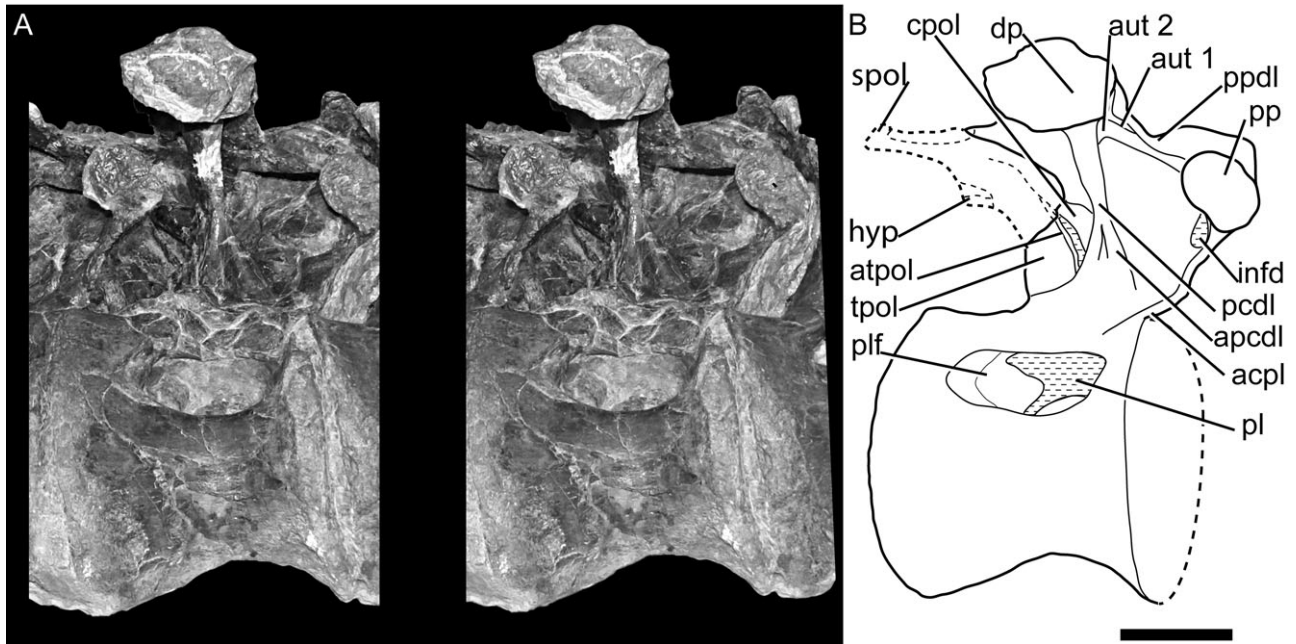 A
B
cpol
dp
aut 2
aut 1
ppdl
pp
spol
hyp
atpol
tpol
plf
infd
pcdl
apcdl
acpl
pl